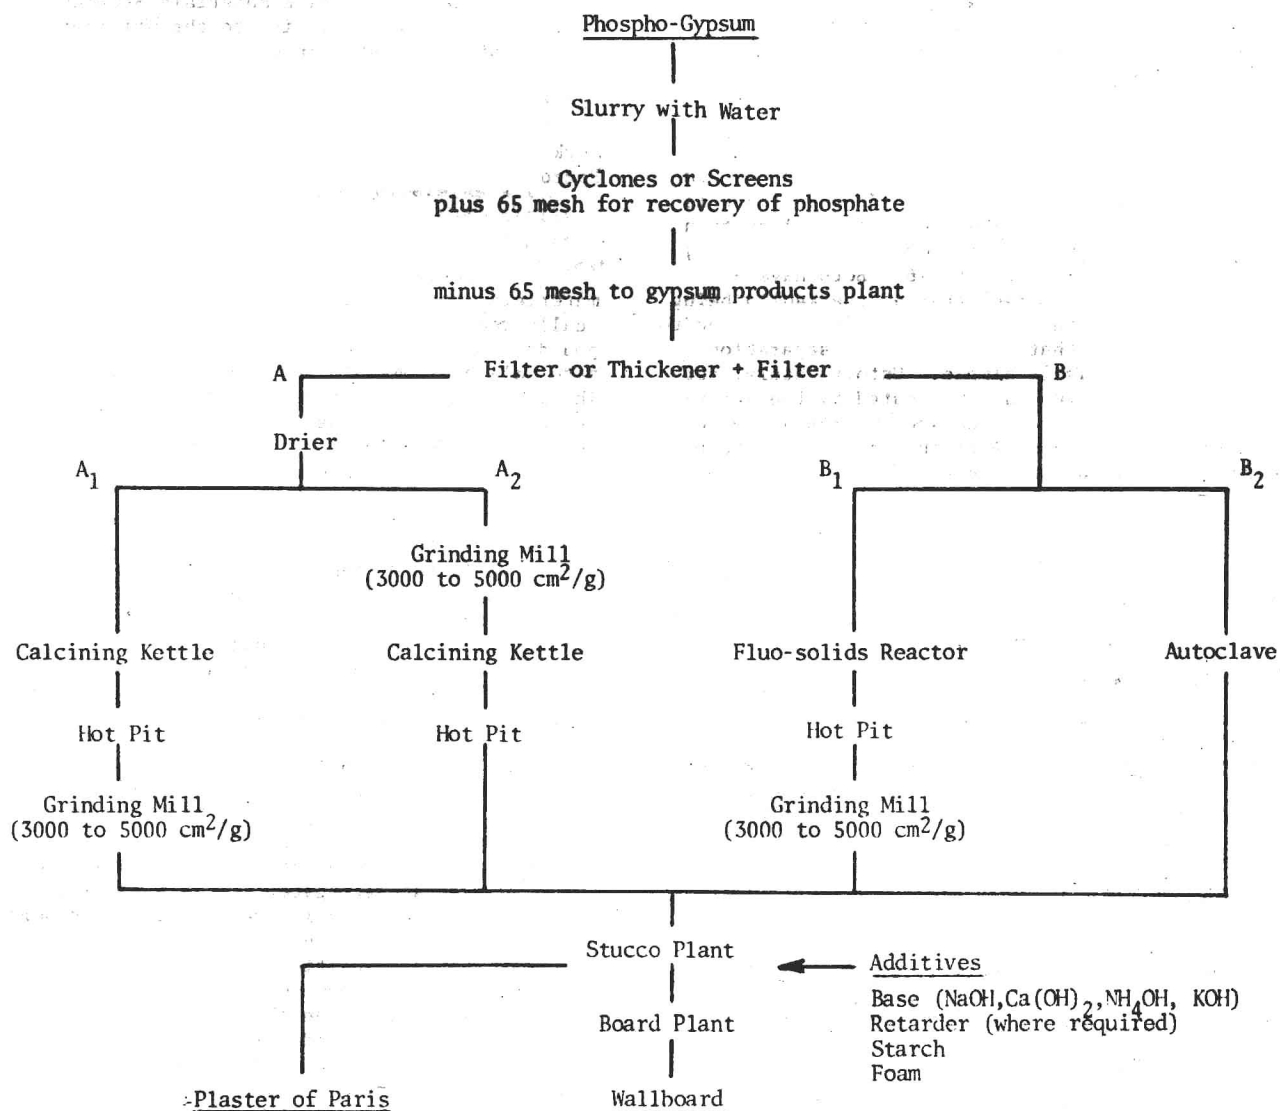 Phospho-Gypsum
Slurry with Water
Cyclones or Screens
plus 65 mesh for recovery of phosphate
minus 65 mesh to gypsum products plant
A
Filter or Thickener + Filter
B
Drier
A1
A2
B1
B2
Grinding Mill
(3000 to 5000 cm2/g)
Calcining Kettle
Calcining Kettle
Fluo-solids Reactor
Autoclave
Hot Pit
Hot Pit
Hot Pit
Grinding Mill
(3000 to 5000 cm2/g)
Grinding Mill
(3000 to 5000 cm2/g)
Stucco Plant
Additives
Base (NaOH,Ca(OH)2,NH4OH, KOH)
Retarder (where required)
Starch
Foam
Board Plant
Plaster of Paris
Wallboard